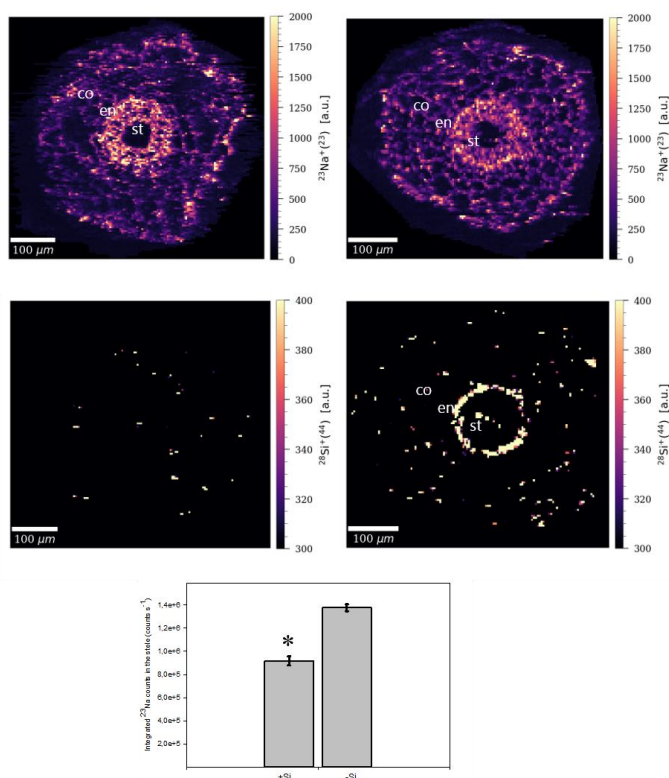 2000
1750
1500
1250
1000
750
500
250
0
²³Na⁺(²³) [a.u.]
co
en
st
100 μm
2000
1750
1500
1250
1000
750
500
250
0
²³Na⁺(²³) [a.u.]
co
en
st
100 μm
400
380
360
340
320
300
²⁸Si⁺(⁴⁴) [a.u.]
100 μm
400
380
360
340
320
300
²⁸Si⁺(⁴⁴) [a.u.]
co
en
st
100 μm
Integrated ²³Na counts in the stele (counts s⁻¹)
1,4e+6
1,2e+6
1,0e+6
8,0e+5
6,0e+5
4,0e+5
2,0e+5
*
+Si
-Si